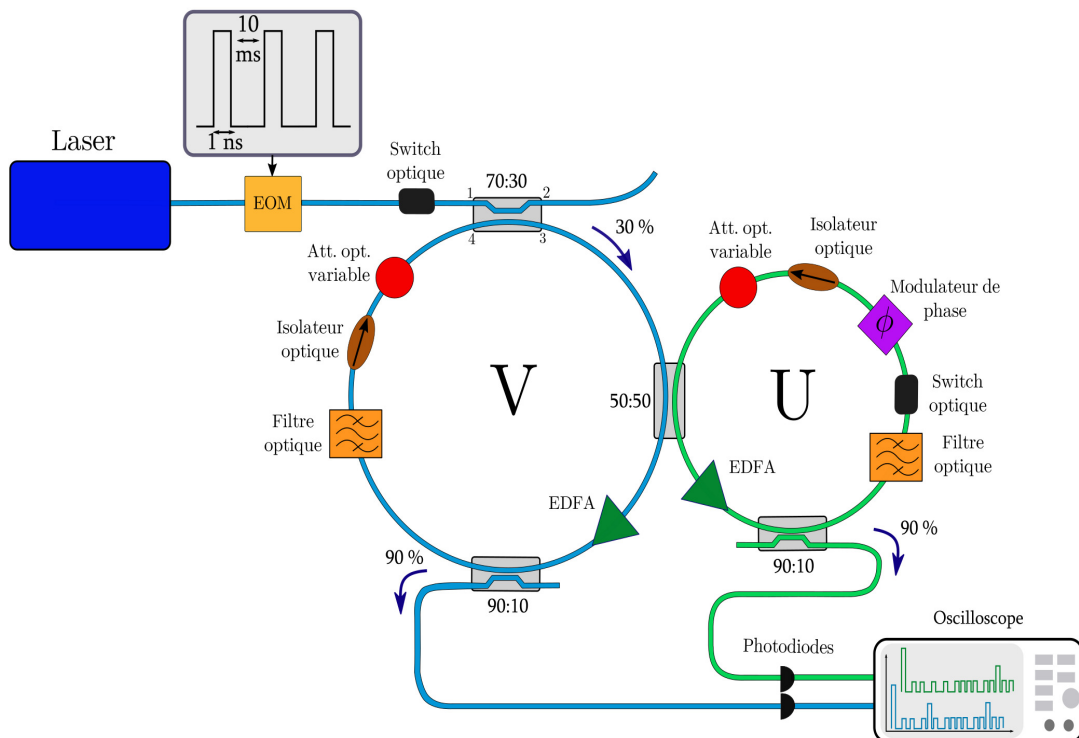 10
ms
1 ns
Laser
EOM
Switch
optique
70:30
1
2
4
3
30 %
Att. opt.
variable
Isolateur
optique
Filtre
optique
V
50:50
EDFA
90 %
90:10
Att. opt.
variable
Isolateur
optique
Modulateur de
phase
ϕ
Switch
optique
U
Filtre
optique
EDFA
90 %
90:10
Photodiodes
Oscilloscope